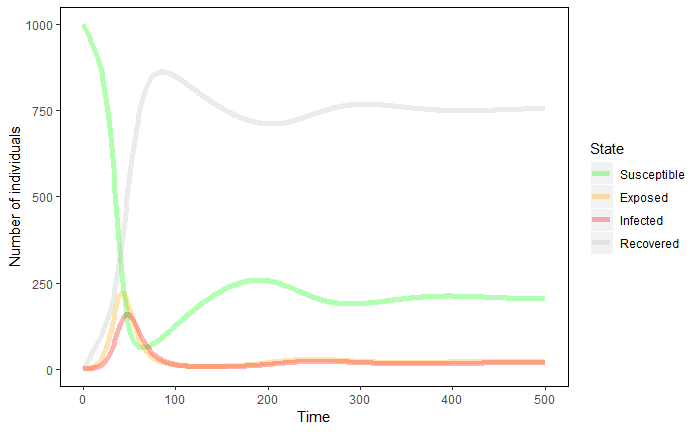 1000
750
500
250
0
Number of individuals
0 100 200 300 400 500
Time
State
Susceptible
Exposed
Infected
Recovered